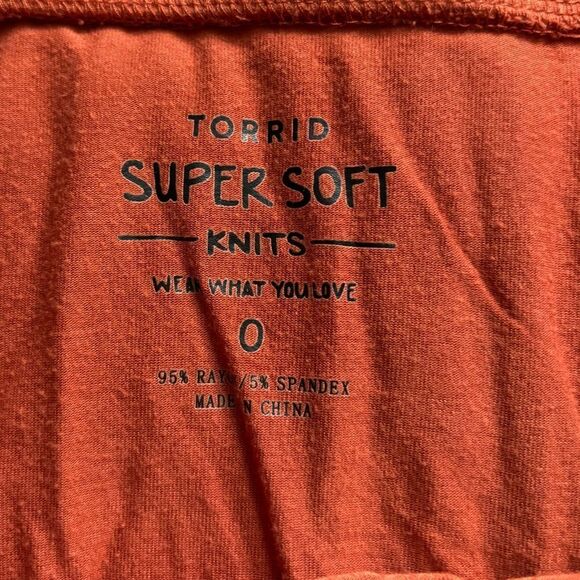 TORRID
SUPER SOFT
KNITS
WEAR WHAT YOU LOVE
0
95% RAYON/5% SPANDEX
MADE IN CHINA